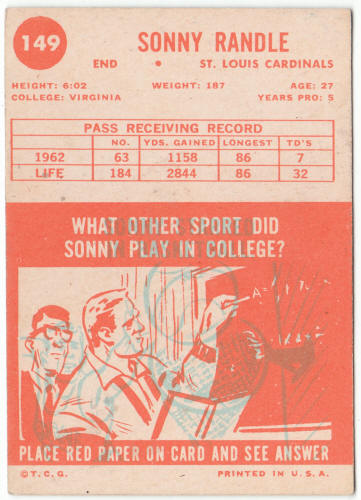 149
SONNY RANDLE
END • ST. LOUIS CARDINALS
HEIGHT: 6:02 WEIGHT: 187 AGE: 27
COLLEGE: VIRGINIA YEARS PRO: 5
PASS RECEIVING RECORD
NO. YDS. GAINED LONGEST TD'S
1962 63 1158 86 7
LIFE 184 2844 86 32
WHAT OTHER SPORT DID
SONNY PLAY IN COLLEGE?
PLACE RED PAPER ON CARD AND SEE ANSWER
©T.C.G. PRINTED IN U.S.A.